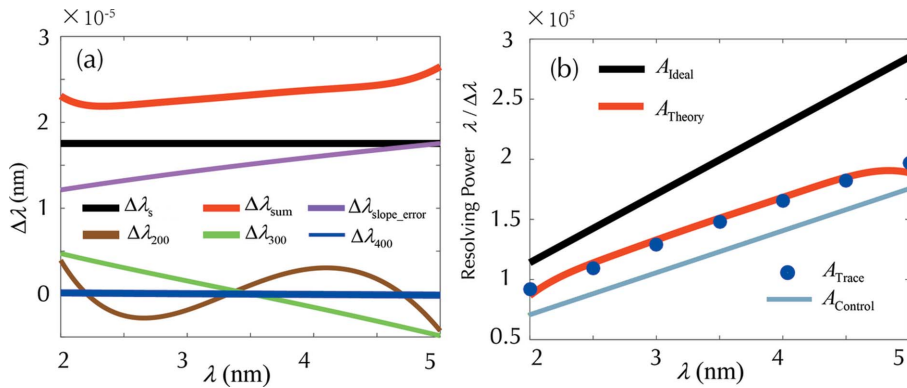 × 10⁻⁵
3
(a)
2
1
0
Δλ (nm)
Δλs Δλsum Δλslope_error
Δλ200 Δλ300 Δλ400
2 3 4 5
λ (nm)
× 10⁵
3
2.5
2
1.5
1
0.5
Resolving Power λ / Δλ
(b)
AIdeal
ATheory
ATrace
AControl
2 3 4 5
λ (nm)